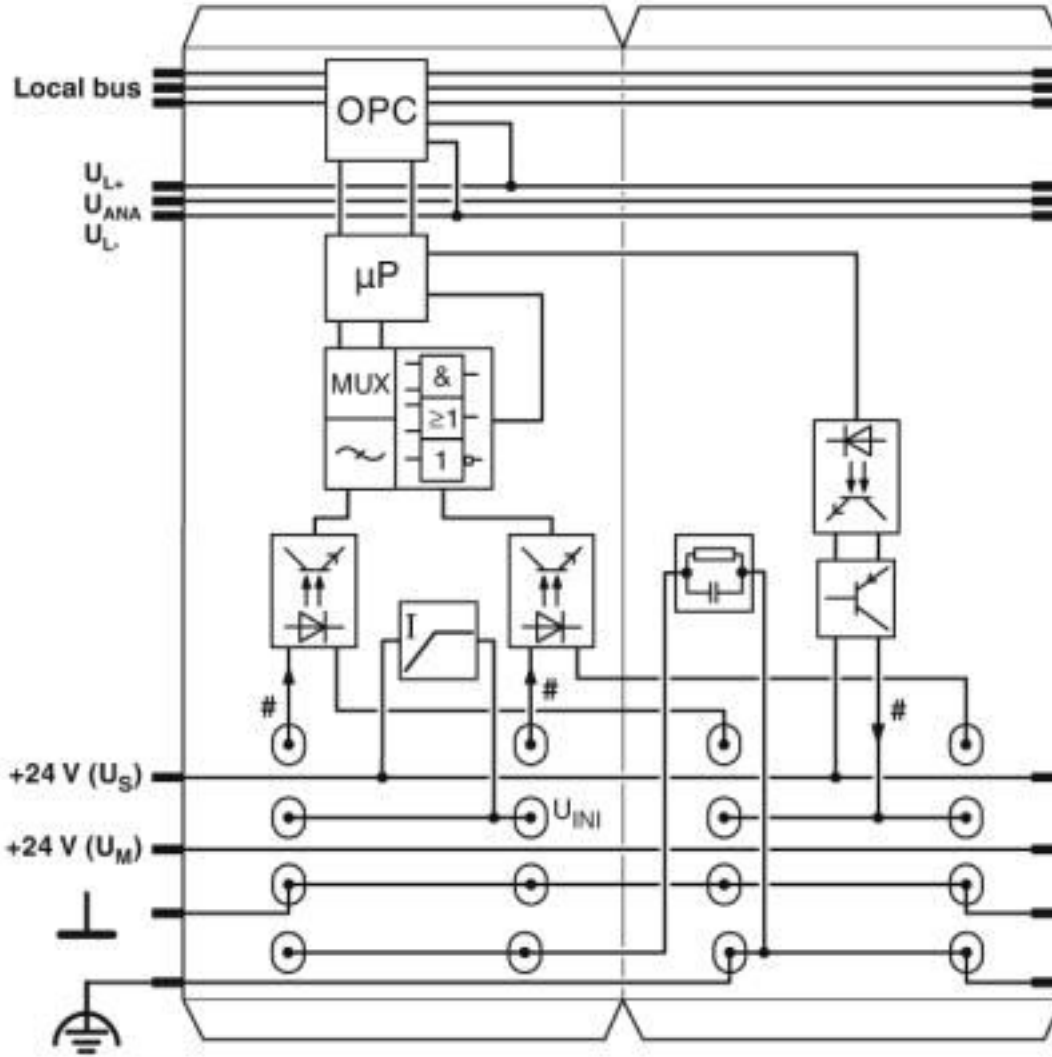 Local bus
OPC
U_L+
U_ANA
U_L-
µP
MUX
&
≥1
1
I
#
#
#
+24 V (U_S)
U_INI
+24 V (U_M)